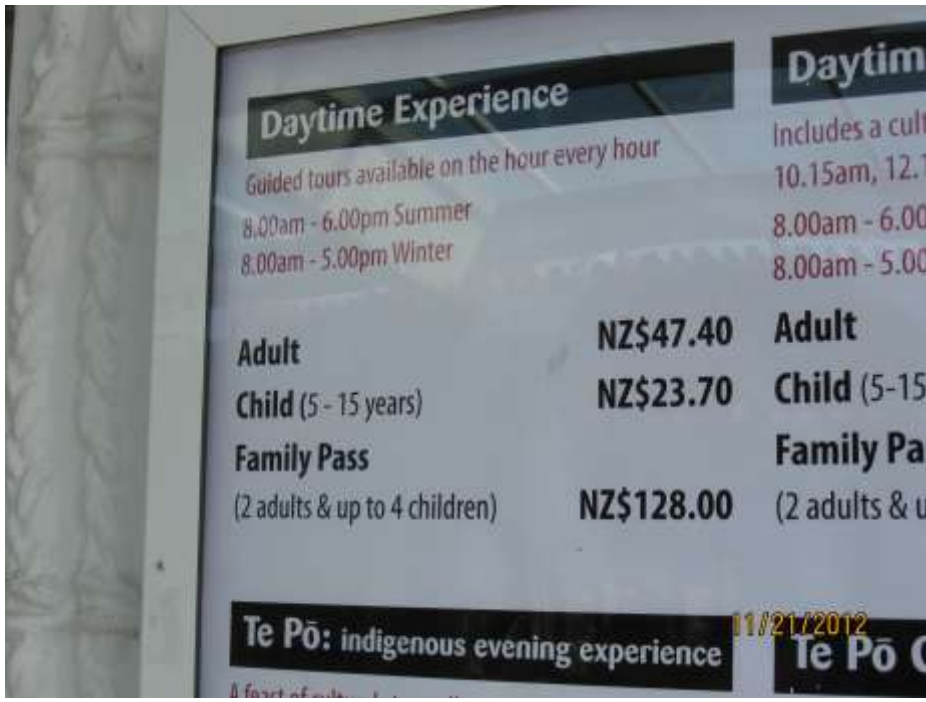 Daytime Experience
Guided tours available on the hour every hour
8.00am - 6.00pm Summer
8.00am - 5.00pm Winter
Adult NZ$47.40
Child (5 - 15 years) NZ$23.70
Family Pass
(2 adults & up to 4 children) NZ$128.00
Te Pō: indigenous evening experience
Daytim
Includes a cult
10.15am, 12.
8.00am - 6.00
8.00am - 5.00
Adult
Child (5-15
Family Pa
(2 adults & u
Te Pō
11/21/2012